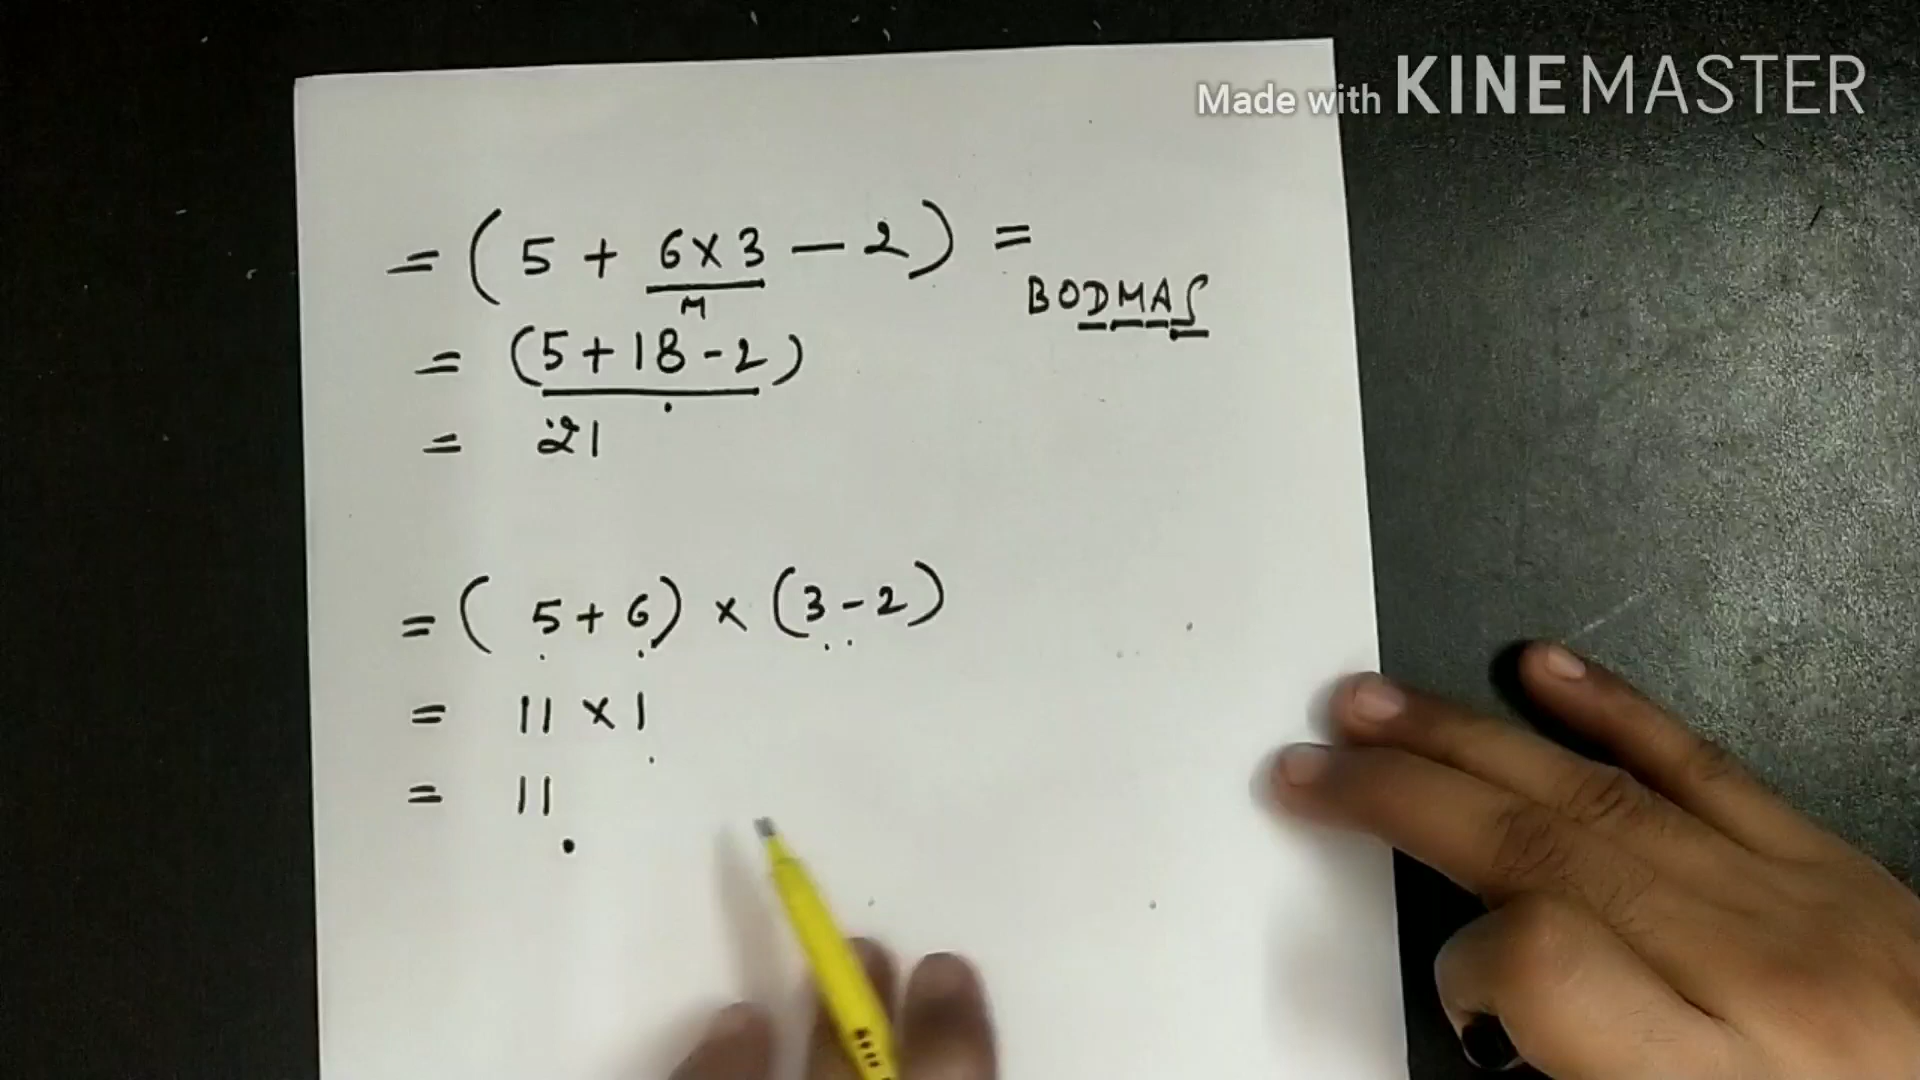 Made with KINEMASTER
= ( 5 + 6 x 3 — 2 ) =
M
BODMAS
= (5 + 18 - 2)
= 21
= ( 5 + 6 ) x ( 3 - 2 )
= 11 x 1
= 11